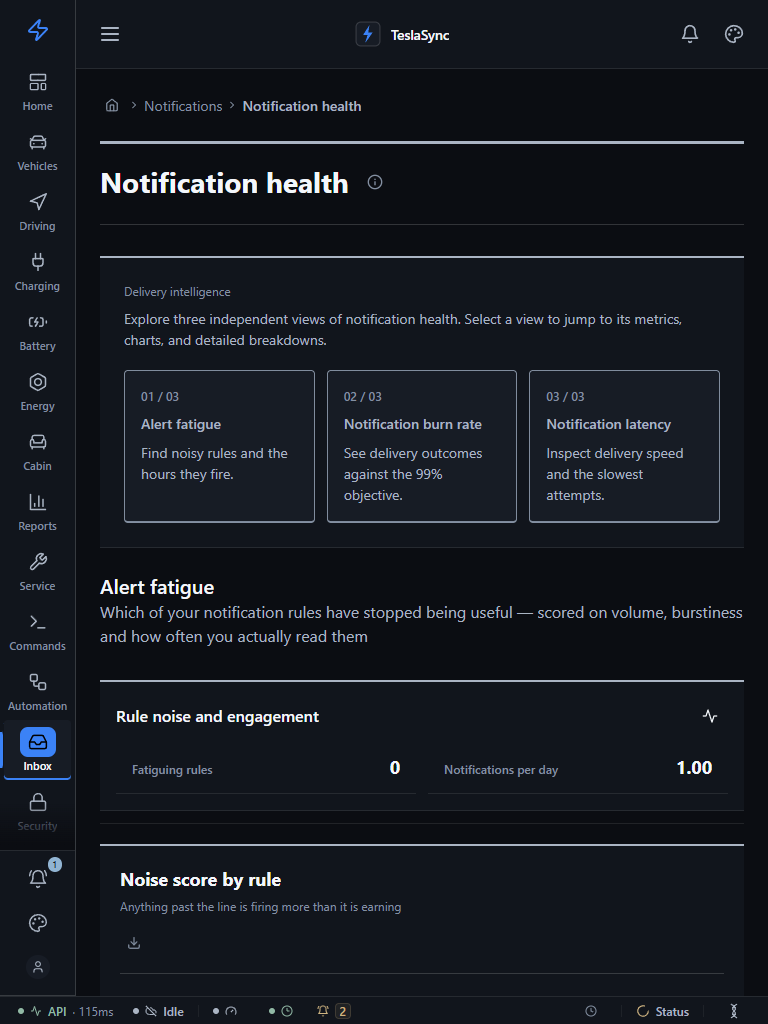 TeslaSync
Home
Vehicles
Driving
Charging
Battery
Energy
Cabin
Reports
Service
Commands
Automation
Inbox
Security
1
Notifications
Notification health
Notification health
Delivery intelligence
Explore three independent views of notification health. Select a view to jump to its metrics,
charts, and detailed breakdowns.
01 / 03
Alert fatigue
Find noisy rules and the
hours they fire.
02 / 03
Notification burn rate
See delivery outcomes
against the 99%
objective.
03 / 03
Notification latency
Inspect delivery speed
and the slowest
attempts.
Alert fatigue
Which of your notification rules have stopped being useful — scored on volume, burstiness
and how often you actually read them
Rule noise and engagement
Fatiguing rules 0
Notifications per day 1.00
Noise score by rule
Anything past the line is firing more than it is earning
API · 115ms Idle 2 Status